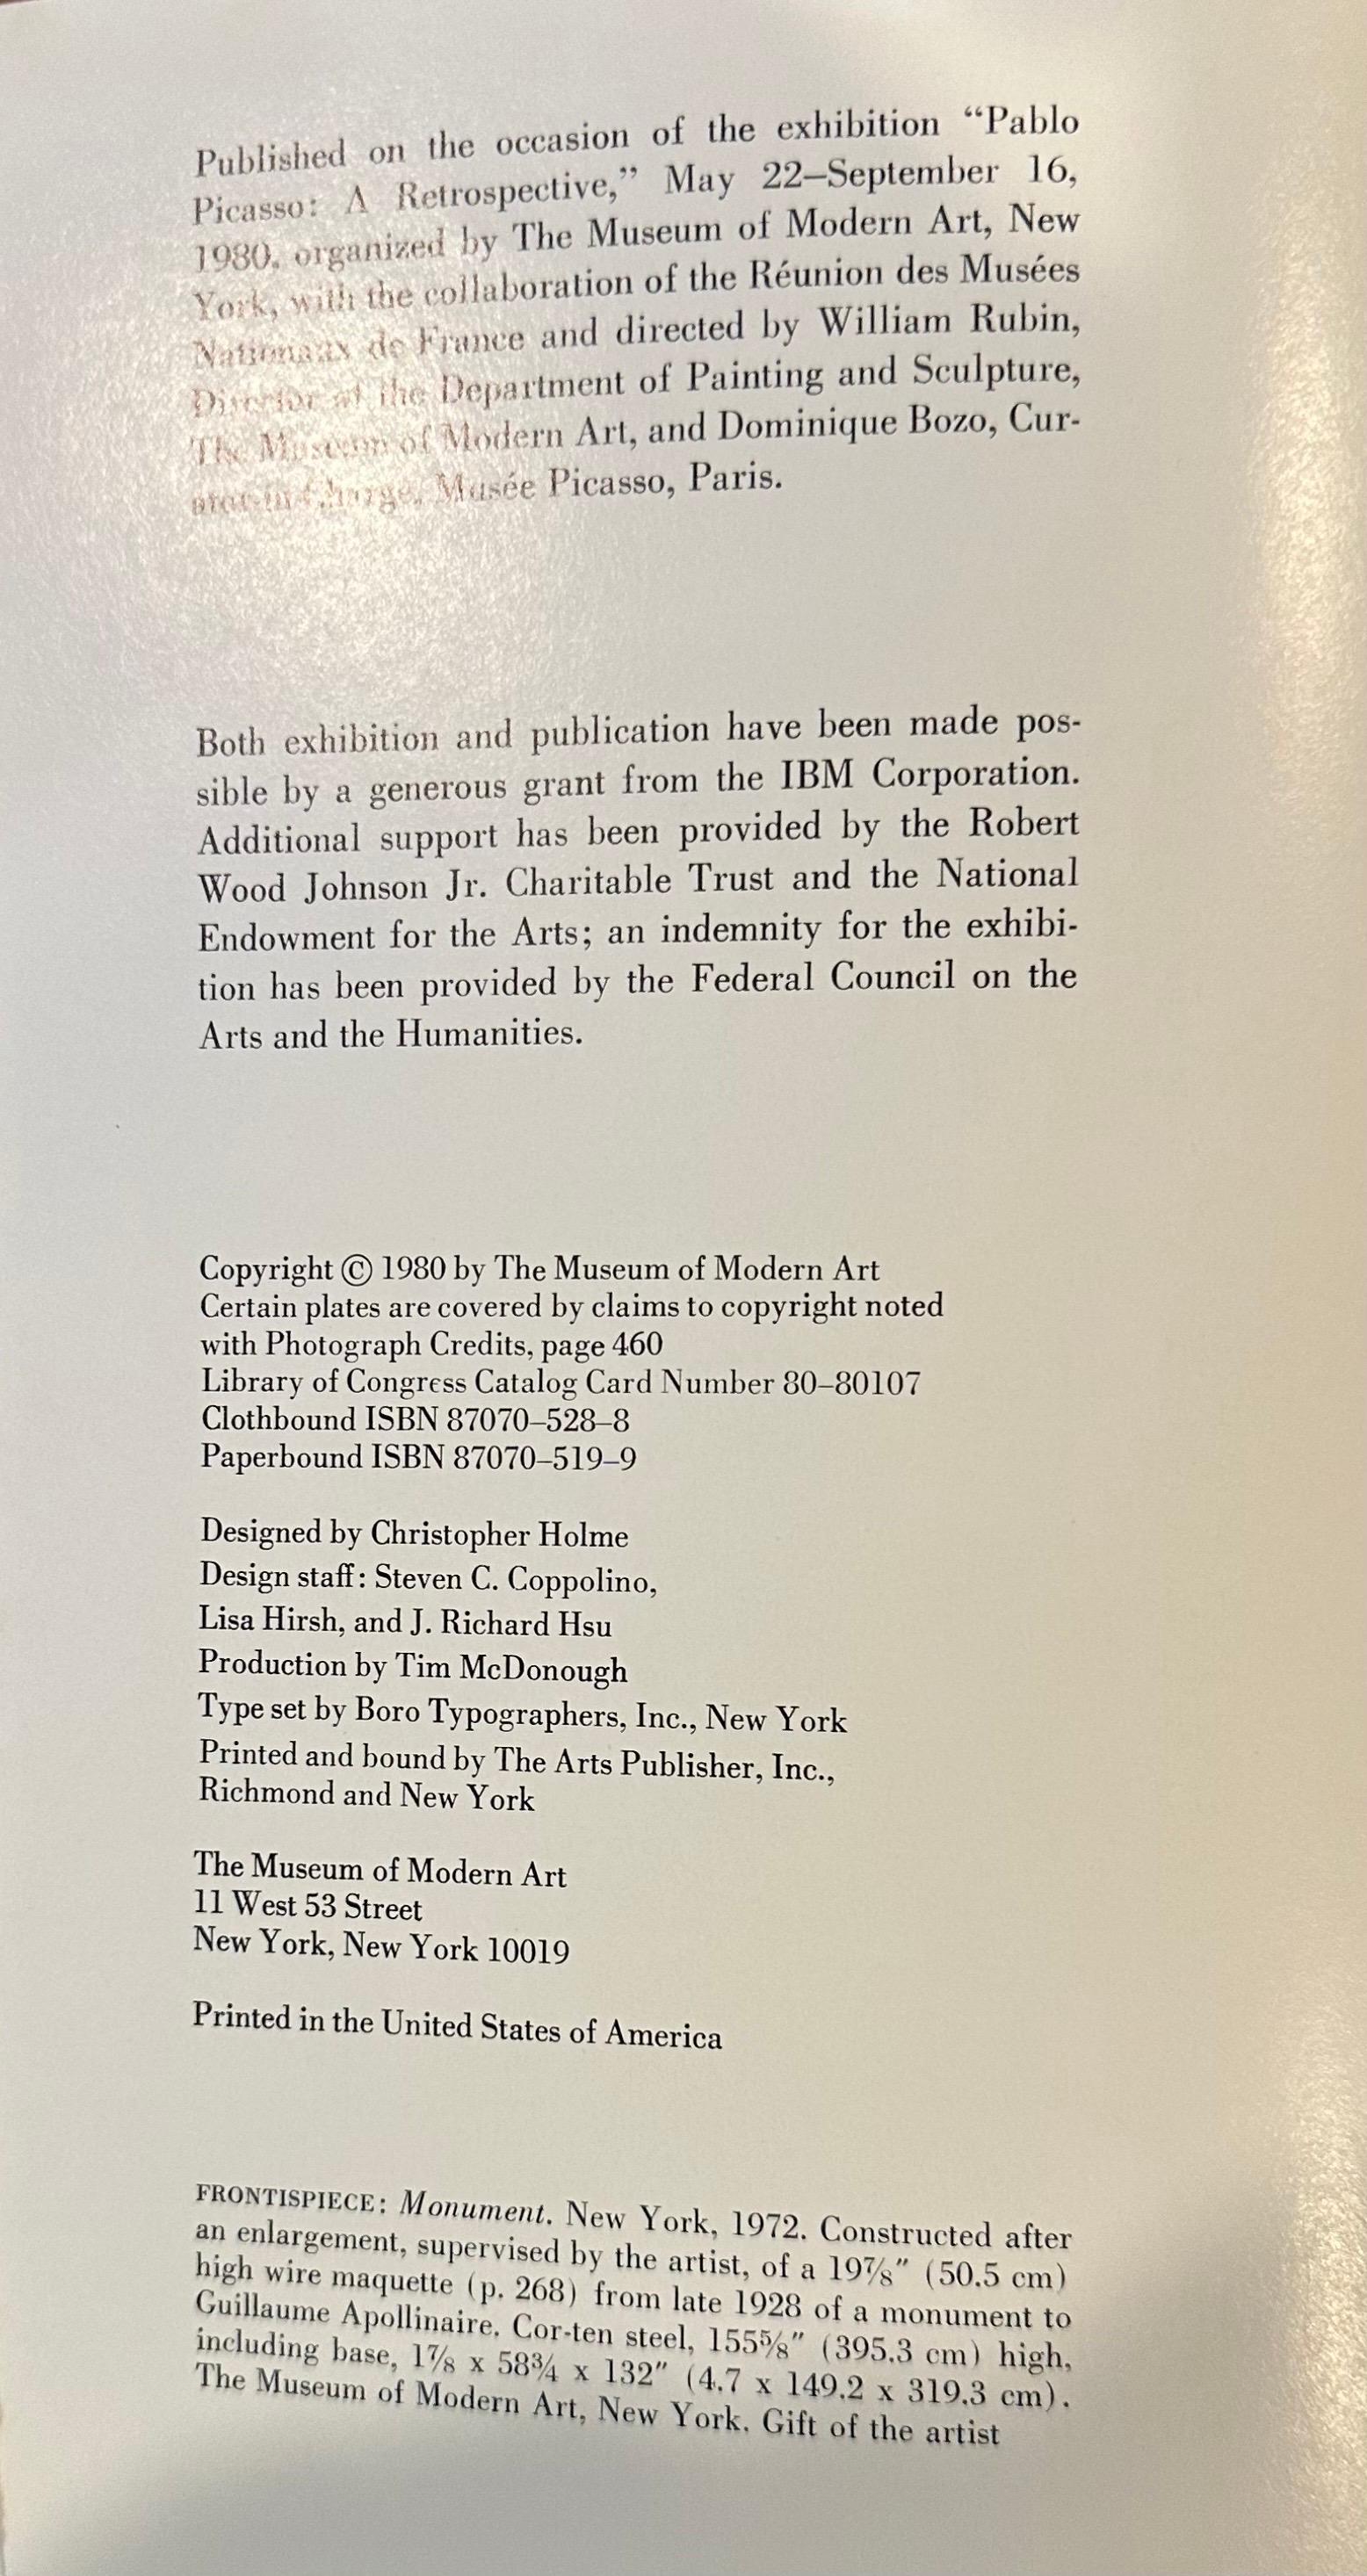 Published on the occasion of the exhibition “Pablo
Picasso: A Retrospective,” May 22–September 16,
1980, organized by The Museum of Modern Art, New
York, with the collaboration of the Réunion des Musées
Nationaux de France and directed by William Rubin,
Director of the Department of Painting and Sculpture,
The Museum of Modern Art, and Dominique Bozo, Cur-
ator-in-Charge, Musée Picasso, Paris.
Both exhibition and publication have been made pos-
sible by a generous grant from the IBM Corporation.
Additional support has been provided by the Robert
Wood Johnson Jr. Charitable Trust and the National
Endowment for the Arts; an indemnity for the exhibi-
tion has been provided by the Federal Council on the
Arts and the Humanities.
Copyright © 1980 by The Museum of Modern Art
Certain plates are covered by claims to copyright noted
with Photograph Credits, page 460
Library of Congress Catalog Card Number 80–80107
Clothbound ISBN 87070–528–8
Paperbound ISBN 87070–519–9
Designed by Christopher Holme
Design staff: Steven C. Coppolino,
Lisa Hirsh, and J. Richard Hsu
Production by Tim McDonough
Type set by Boro Typographers, Inc., New York
Printed and bound by The Arts Publisher, Inc.,
Richmond and New York
The Museum of Modern Art
11 West 53 Street
New York, New York 10019
Printed in the United States of America
FRONTISPIECE: Monument. New York, 1972. Constructed after
an enlargement, supervised by the artist, of a 19⅞″ (50.5 cm)
high wire maquette (p. 268) from late 1928 of a monument to
Guillaume Apollinaire. Cor-ten steel, 155⅝″ (395.3 cm) high,
including base, 1⅞ x 58¾ x 132″ (4.7 x 149.2 x 319.3 cm).
The Museum of Modern Art, New York. Gift of the artist